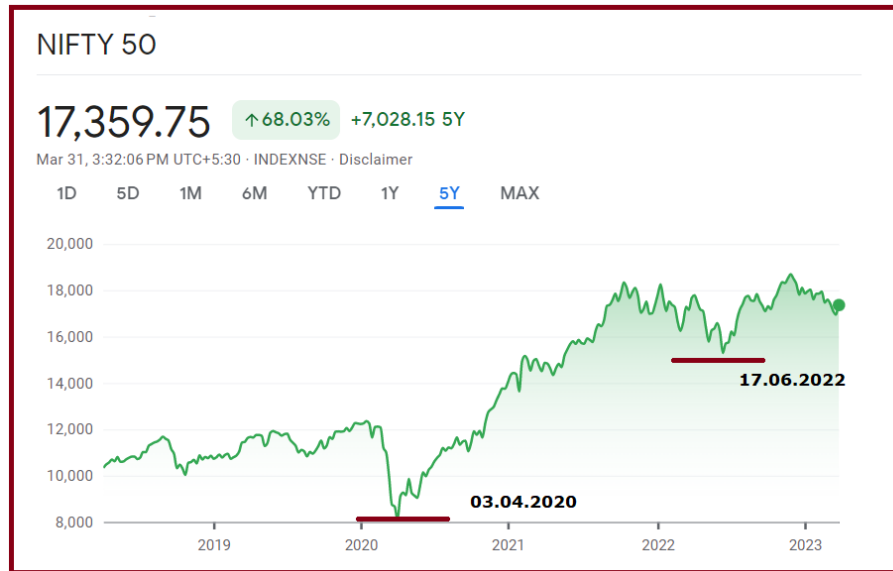 NIFTY 50
17,359.75 ↑68.03% +7,028.15 5Y
Mar 31, 3:32:06 PM UTC+5:30 · INDEXNSE · Disclaimer
1D 5D 1M 6M YTD 1Y 5Y MAX
20,000
18,000
16,000
14,000
17.06.2022
12,000
10,000
03.04.2020
8,000
2019 2020 2021 2022 2023